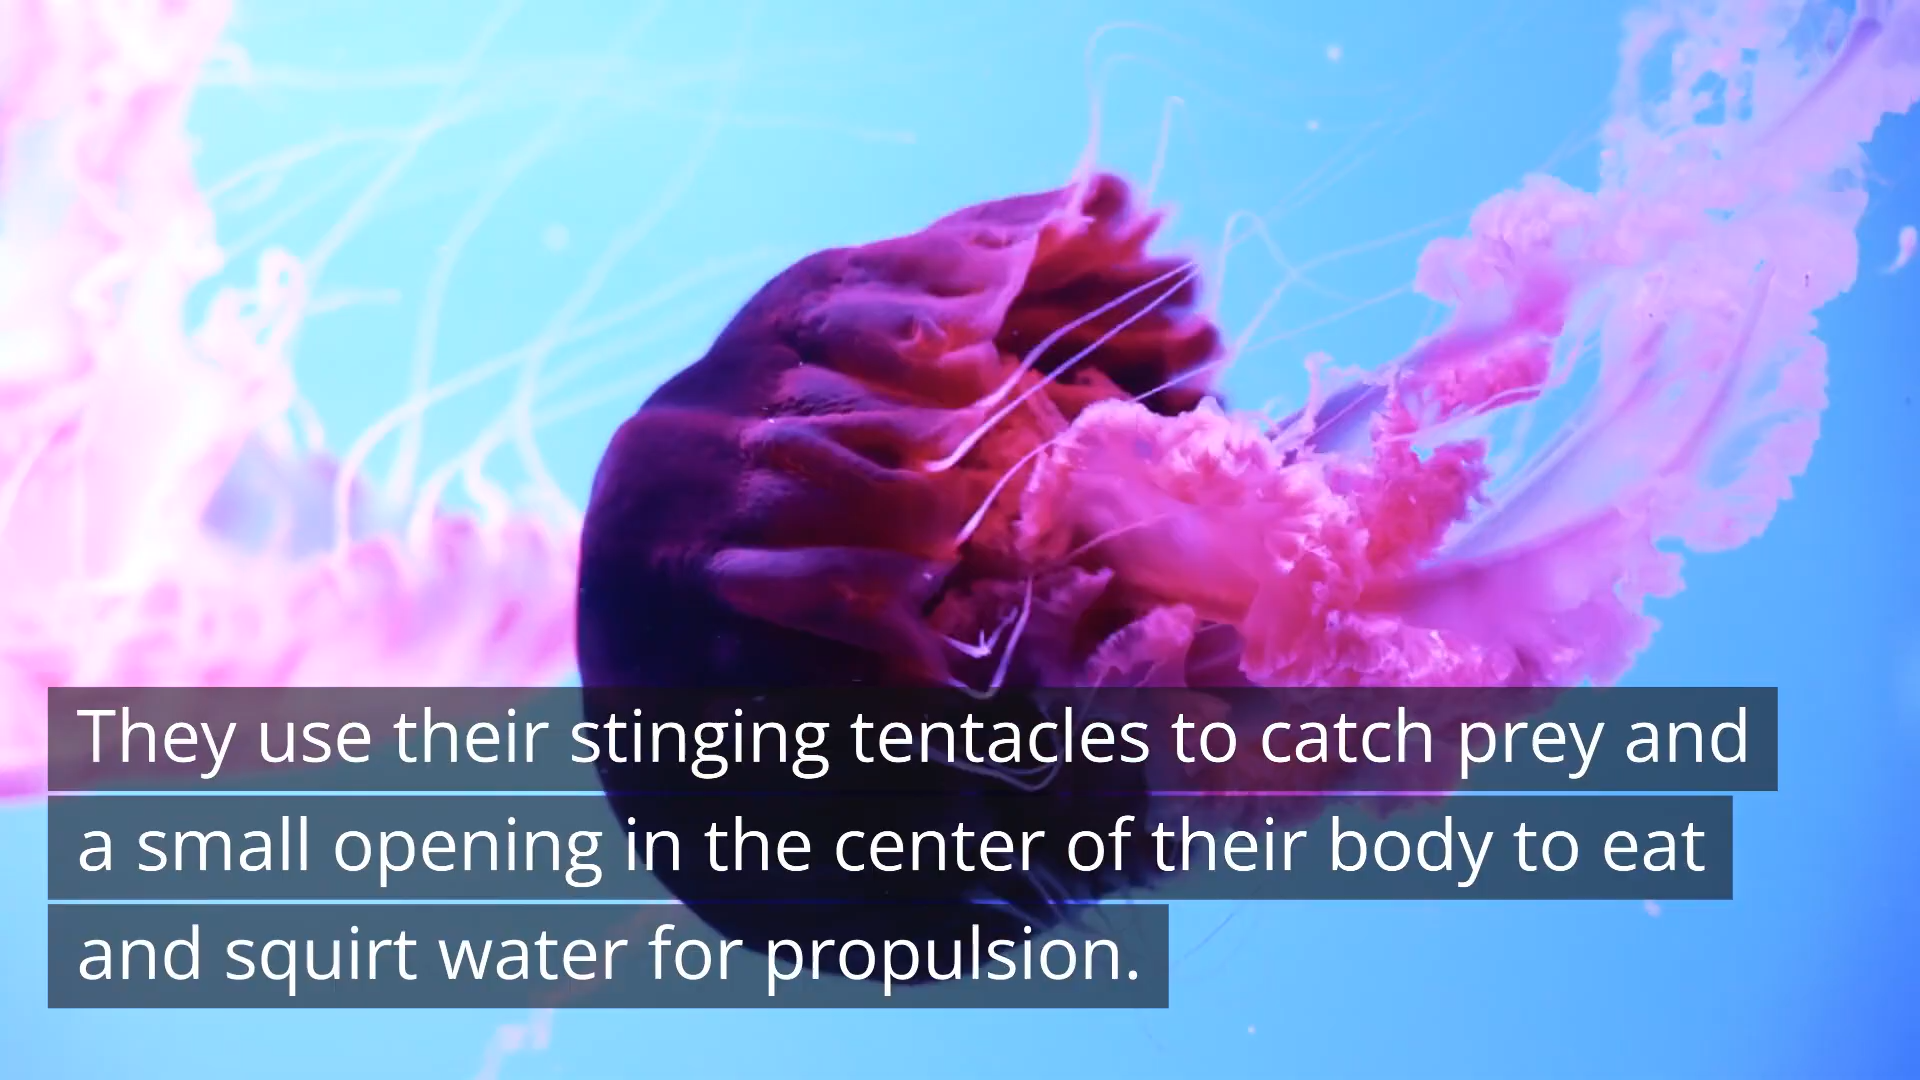 They use their stinging tentacles to catch prey and
a small opening in the center of their body to eat
and squirt water for propulsion.